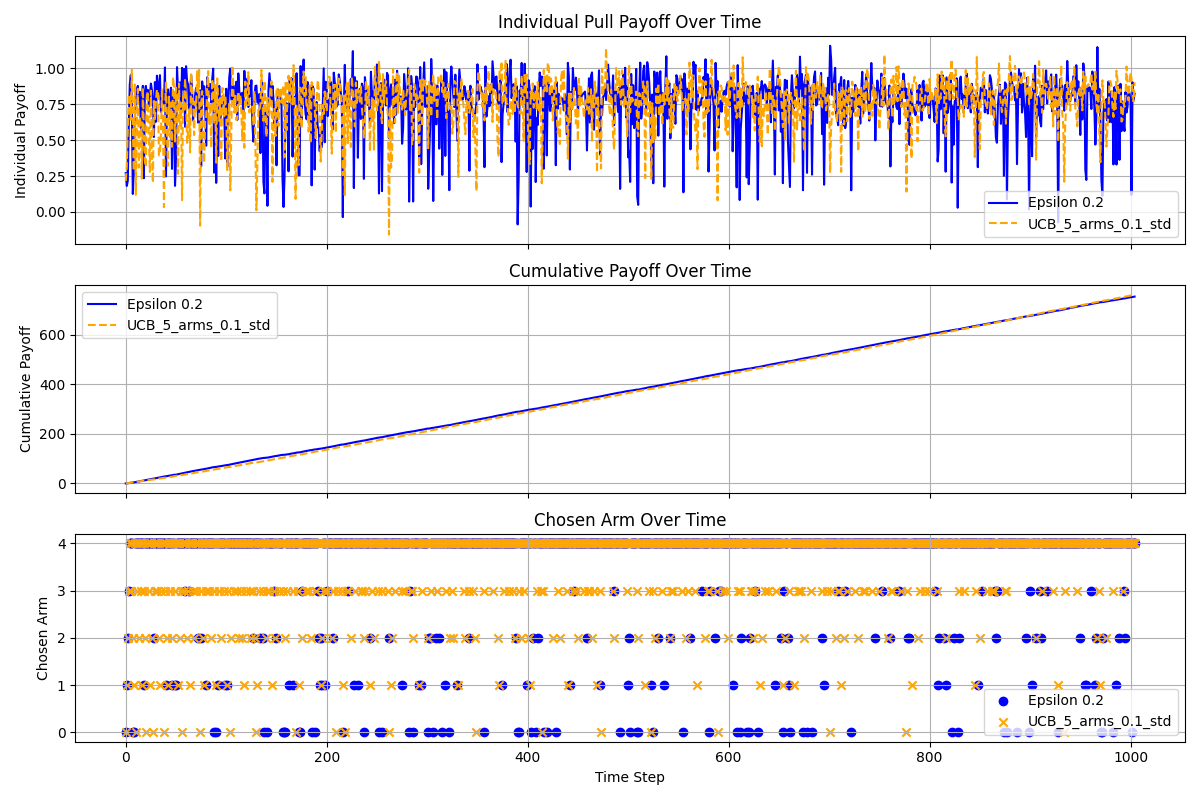 Individual Pull Payoff Over Time
Individual Payoff
1.00
0.75
0.50
0.25
0.00
Epsilon 0.2
UCB_5_arms_0.1_std
Cumulative Payoff Over Time
Cumulative Payoff
600
400
200
0
Epsilon 0.2
UCB_5_arms_0.1_std
Chosen Arm Over Time
Chosen Arm
4
3
2
1
0
Epsilon 0.2
UCB_5_arms_0.1_std
0 200 400 600 800 1000
Time Step